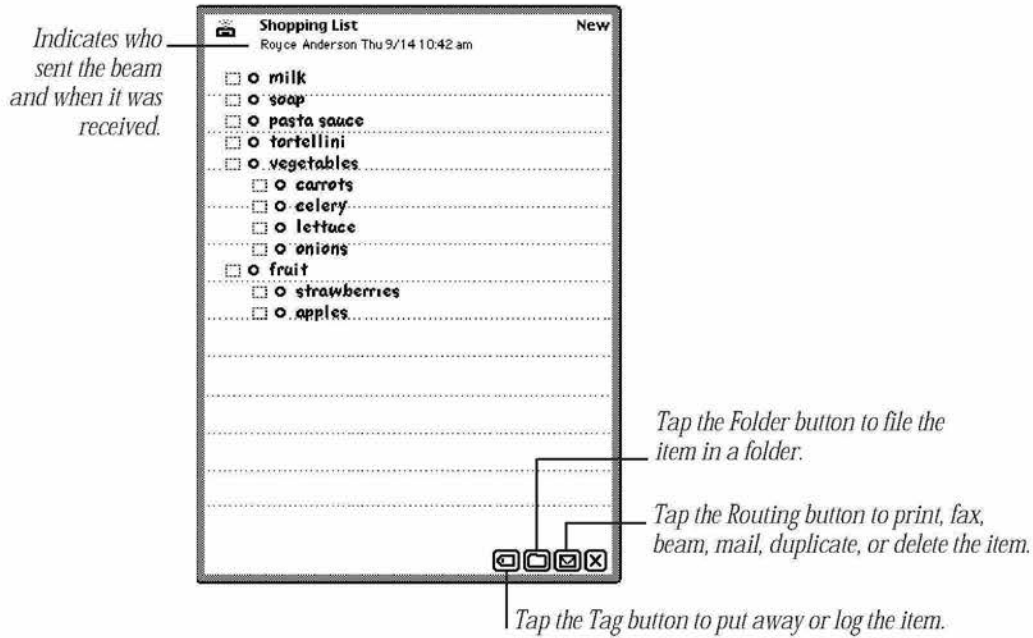 Indicates who
sent the beam
and when it was
received.
Shopping List New
Royce Anderson Thu 9/14 10:42 am
milk
soap
pasta sauce
tortellini
vegetables
carrots
celery
lettuce
onions
fruit
strawberries
apples
Tap the Folder button to file the
item in a folder.
Tap the Routing button to print, fax,
beam, mail, duplicate, or delete the item.
Tap the Tag button to put away or log the item.